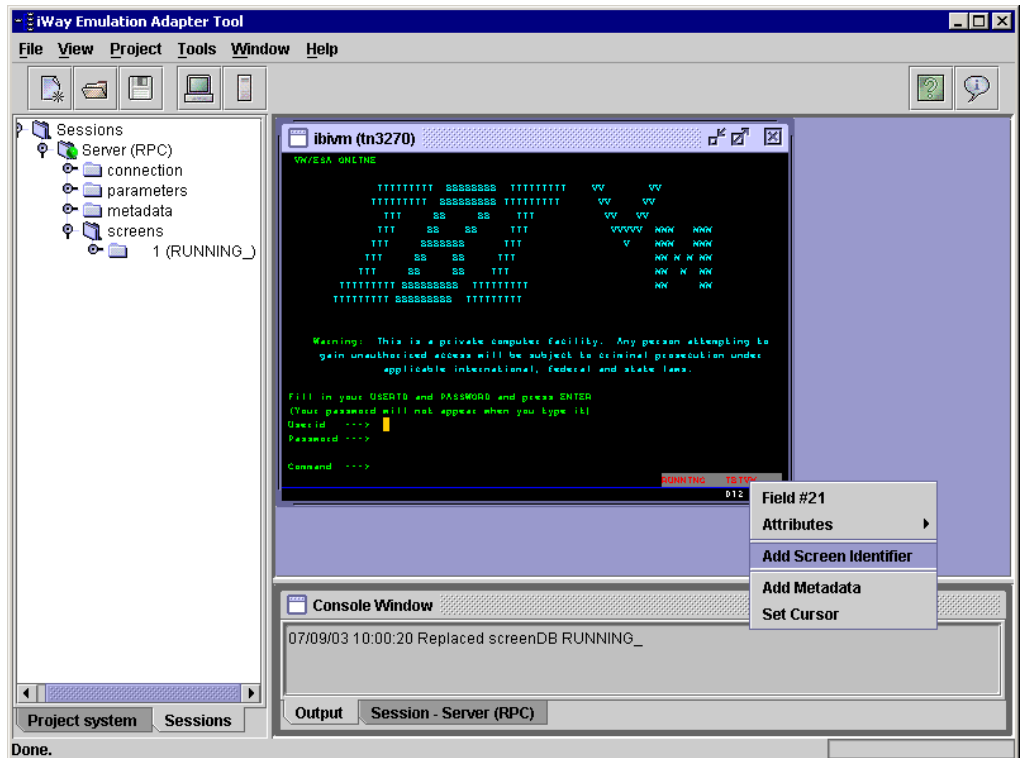 iWay Emulation Adapter Tool
File View Project Tools Window Help
Sessions
Server (RPC)
connection
parameters
metadata
screens
1 (RUNNING_)
Project system Sessions
ibivm (tn3270)
VM/ESA ONLINE
Warning: This is a private computer facility. Any person attempting to
gain unauthorized access will be subject to criminal prosecution under
applicable international, federal and state laws.
Fill in your USERID and PASSWORD and press ENTER
(Your password will not appear when you type it)
Userid --->
Password --->
Command --->
RUNNING
D12
Field #21
Attributes
Add Screen Identifier
Add Metadata
Set Cursor
Console Window
07/09/03 10:00:20 Replaced screenDB RUNNING_
Output Session - Server (RPC)
Done.